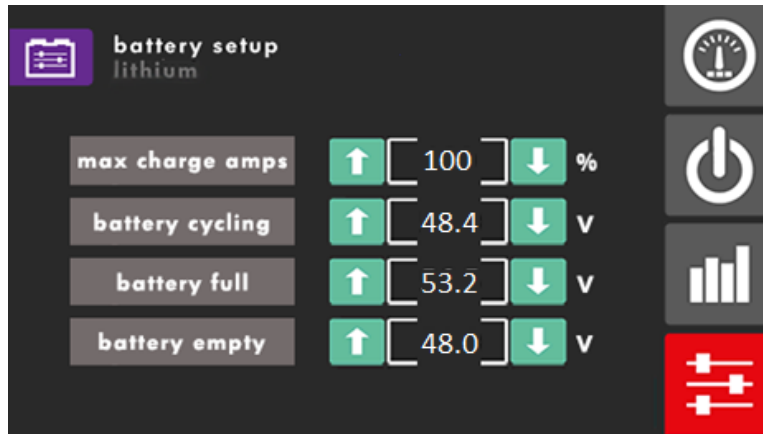 battery setup
lithium
max charge amps 100 %
battery cycling 48.4 V
battery full 53.2 V
battery empty 48.0 V